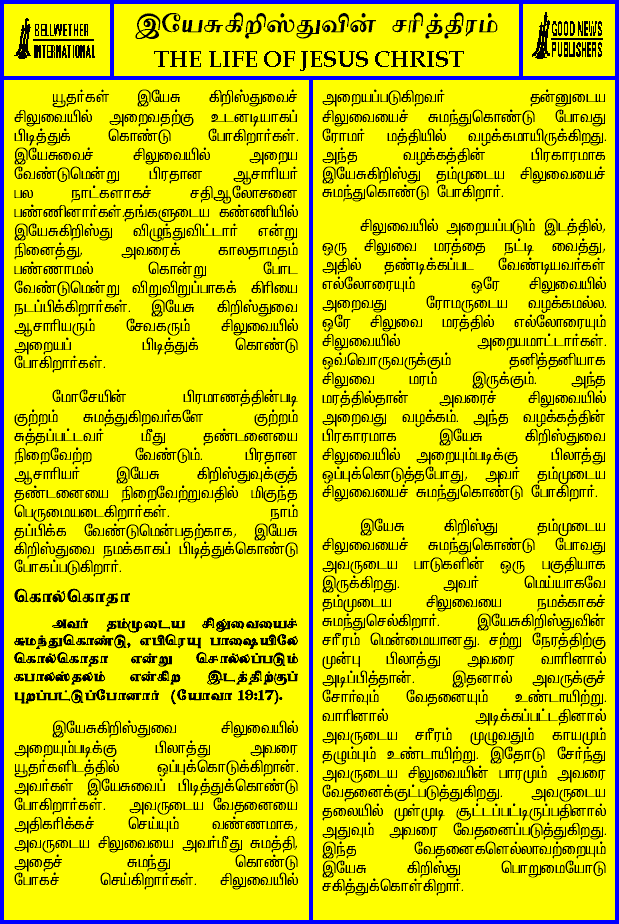 BELLWETHER
INTERNATIONAL
இயேசுகிறிஸ்துவின் சரித்திரம்
THE LIFE OF JESUS CHRIST
GOOD NEWS
PUBLISHERS
யூதர்கள் இயேசு கிறிஸ்துவைச்
சிலுவையில் அறைவதற்கு உடனடியாகப்
பிடித்துக் கொண்டு போகிறார்கள்.
இயேசுவைச் சிலுவையில் அறைய
வேண்டுமென்று பிரதான ஆசாரியர்
பல நாட்களாகச் சதிஆலோசனை
பண்ணினார்கள்.தங்களுடைய கண்ணியில்
இயேசுகிறிஸ்து விழுந்துவிட்டார் என்று
நினைத்து, அவரைக் காலதாமதம்
பண்ணாமல் கொன்று போட
வேண்டுமென்று விறுவிறுப்பாகக் கிரியை
நடப்பிக்கிறார்கள். இயேசு கிறிஸ்துவை
ஆசாரியரும் சேவகரும் சிலுவையில்
அறையப் பிடித்துக் கொண்டு
போகிறார்கள்.
மோசேயின் பிரமாணத்தின்படி
குற்றம் சுமத்துகிறவர்களே குற்றம்
சுத்தப்பட்டவர் மீது தண்டனையை
நிறைவேற்ற வேண்டும். பிரதான
ஆசாரியர் இயேசு கிறிஸ்துவுக்குத்
தண்டனையை நிறைவேற்றுவதில் மிகுந்த
பெருமையடைகிறார்கள். நாம்
தப்பிக்க வேண்டுமென்பதற்காக, இயேசு
கிறிஸ்துவை நமக்காகப் பிடித்துக்கொண்டு
போகப்படுகிறார்.
கொல்கொதா
அவர் தம்முடைய சிலுவையைச்
சுமந்துகொண்டு, எபிரெயு பாஷையிலே
கொல்கொதா என்று சொல்லப்படும்
கபாலஸ்தலம் என்கிற இடத்திற்குப்
புறப்பட்டுப்போனார் (யோவா 19:17).
இயேசுகிறிஸ்துவை சிலுவையில்
அறையும்படிக்கு பிலாத்து அவரை
யூதர்களிடத்தில் ஒப்புக்கொடுக்கிறான்.
அவர்கள் இயேசுவைப் பிடித்துக்கொண்டு
போகிறார்கள். அவருடைய வேதனையை
அதிகரிக்கச் செய்யும் வண்ணமாக,
அவருடைய சிலுவையை அவர்மீது சுமத்தி,
அதைச் சுமந்து கொண்டு
போகச் செய்கிறார்கள். சிலுவையில்
அறையப்படுகிறவர் தன்னுடைய
சிலுவையைச் சுமந்துகொண்டு போவது
ரோமர் மத்தியில் வழக்கமாயிருக்கிறது.
அந்த வழக்கத்தின் பிரகாரமாக
இயேசுகிறிஸ்து தம்முடைய சிலுவையைச்
சுமந்துகொண்டு போகிறார்.
சிலுவையில் அறையப்படும் இடத்தில்,
ஒரு சிலுவை மரத்தை நட்டி வைத்து,
அதில் தண்டிக்கப்பட வேண்டியவர்கள்
எல்லோரையும் ஒரே சிலுவையில்
அறைவது ரோமருடைய வழக்கமல்ல.
ஒரே சிலுவை மரத்தில் எல்லோரையும்
சிலுவையில் அறையமாட்டார்கள்.
ஒவ்வொருவருக்கும் தனித்தனியாக
சிலுவை மரம் இருக்கும். அந்த
மரத்தில்தான் அவரைச் சிலுவையில்
அறைவது வழக்கம். அந்த வழக்கத்தின்
பிரகாரமாக இயேசு கிறிஸ்துவை
சிலுவையில் அறையும்படிக்கு பிலாத்து
ஒப்புக்கொடுத்தபோது, அவர் தம்முடைய
சிலுவையைச் சுமந்துகொண்டு போகிறார்.
இயேசு கிறிஸ்து தம்முடைய
சிலுவையைச் சுமந்துகொண்டு போவது
அவருடைய பாடுகளின் ஒரு பகுதியாக
இருக்கிறது. அவர் மெய்யாகவே
தம்முடைய சிலுவையை நமக்காகச்
சுமந்துசெல்கிறார். இயேசுகிறிஸ்துவின்
சரீரம் மென்மையானது. சற்று நேரத்திற்கு
முன்பு பிலாத்து அவரை வாரினால்
அடிப்பித்தான். இதனால் அவருக்குச்
சோர்வும் வேதனையும் உண்டாயிற்று.
வாரினால் அடிக்கப்பட்டதினால்
அவருடைய சரீரம் முழுவதும் காயமும்
தழும்பும் உண்டாயிற்று. இதோடு சேர்ந்து
அவருடைய சிலுவையின் பாரமும் அவரை
வேதனைக்குட்படுத்துகிறது. அவருடைய
தலையில் முள்முடி சூட்டப்பட்டிருப்பதினால்
அதுவும் அவரை வேதனைப்படுத்துகிறது.
இந்த வேதனைகளெல்லாவற்றையும்
இயேசு கிறிஸ்து பொறுமையோடு
சகித்துக்கொள்கிறார்.